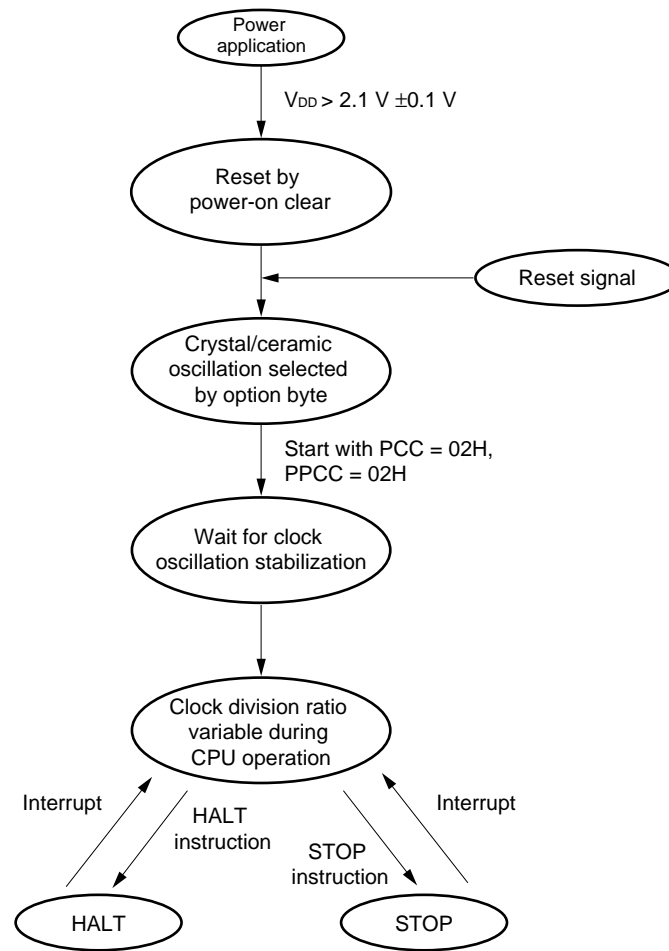 Power
application
VDD > 2.1 V ±0.1 V
Reset by
power-on clear
Reset signal
Crystal/ceramic
oscillation selected
by option byte
Start with PCC = 02H,
PPCC = 02H
Wait for clock
oscillation stabilization
Clock division ratio
variable during
CPU operation
Interrupt
HALT
instruction
STOP
instruction
Interrupt
HALT
STOP